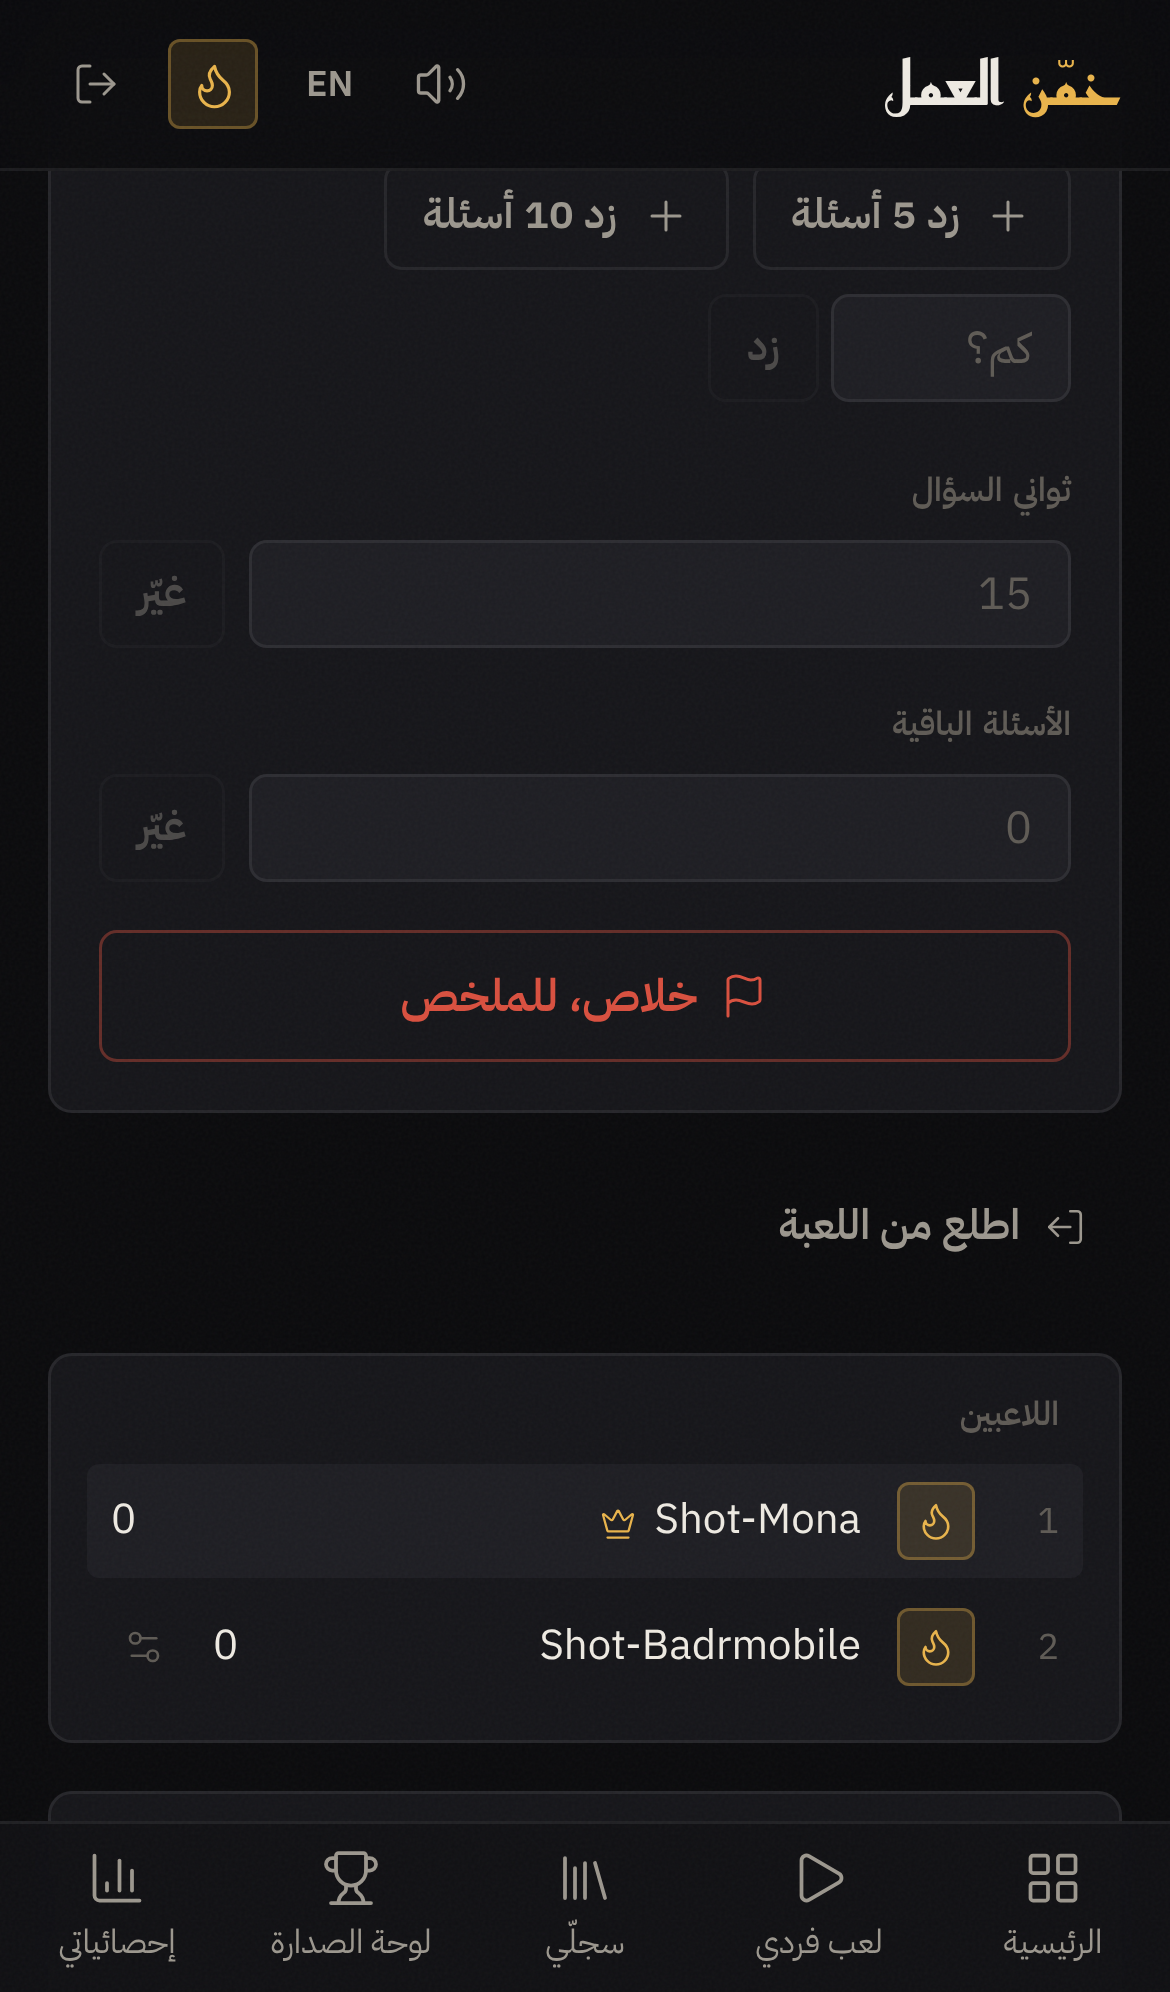 خمّن العمل
EN
زد 5 أسئلة
زد 10 أسئلة
كم؟
زد
ثواني السؤال
15
غيّر
الأسئلة الباقية
0
غيّر
خلاص، للملخص
اطلع من اللعبة
اللاعبين
1 Shot-Mona 0
2 Shot-Badrmobile 0
الرئيسية
لعب فردي
سجلّي
لوحة الصدارة
إحصائياتي